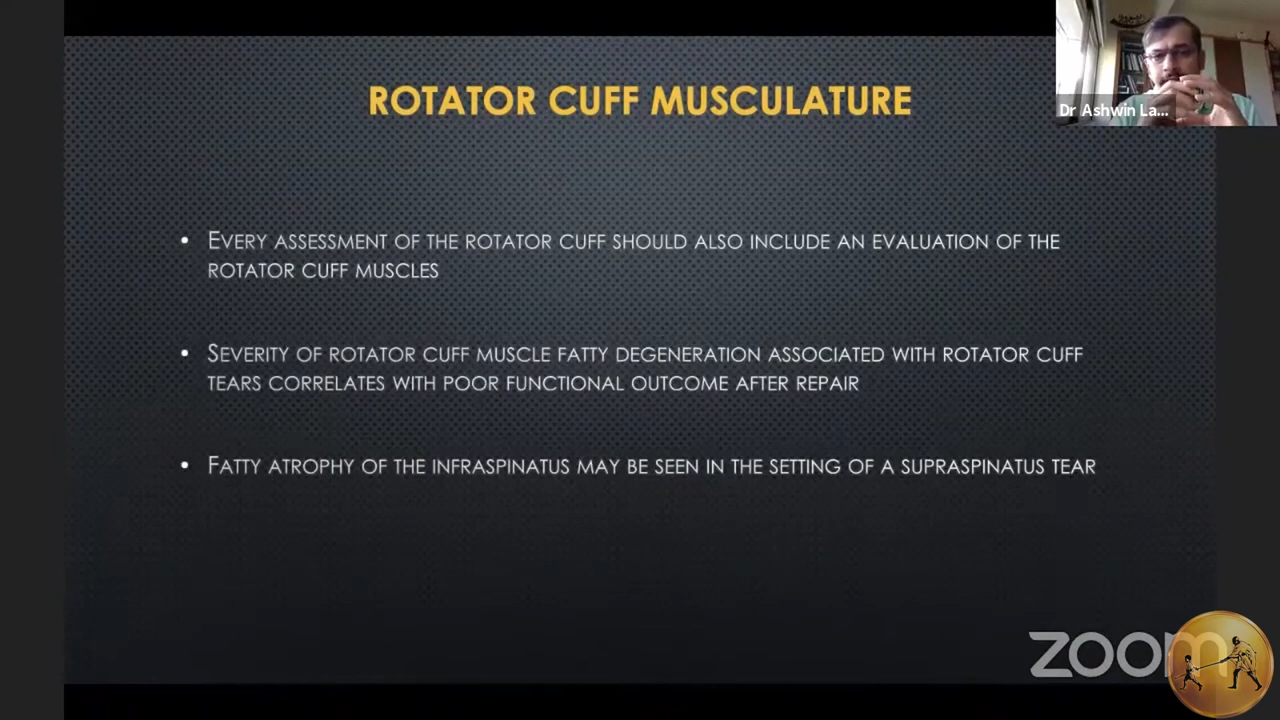 ROTATOR CUFF MUSCULATURE
Dr Ashwin La...
• EVERY ASSESSMENT OF THE ROTATOR CUFF SHOULD ALSO INCLUDE AN EVALUATION OF THE
ROTATOR CUFF MUSCLES
• SEVERITY OF ROTATOR CUFF MUSCLE FATTY DEGENERATION ASSOCIATED WITH ROTATOR CUFF
TEARS CORRELATES WITH POOR FUNCTIONAL OUTCOME AFTER REPAIR
• FATTY ATROPHY OF THE INFRASPINATUS MAY BE SEEN IN THE SETTING OF A SUPRASPINATUS TEAR
zoom